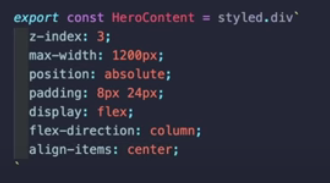 export const HeroContent = styled.div`
z-index: 3;
max-width: 1200px;
position: absolute;
padding: 8px 24px;
display: flex;
flex-direction: column;
align-items: center;
`